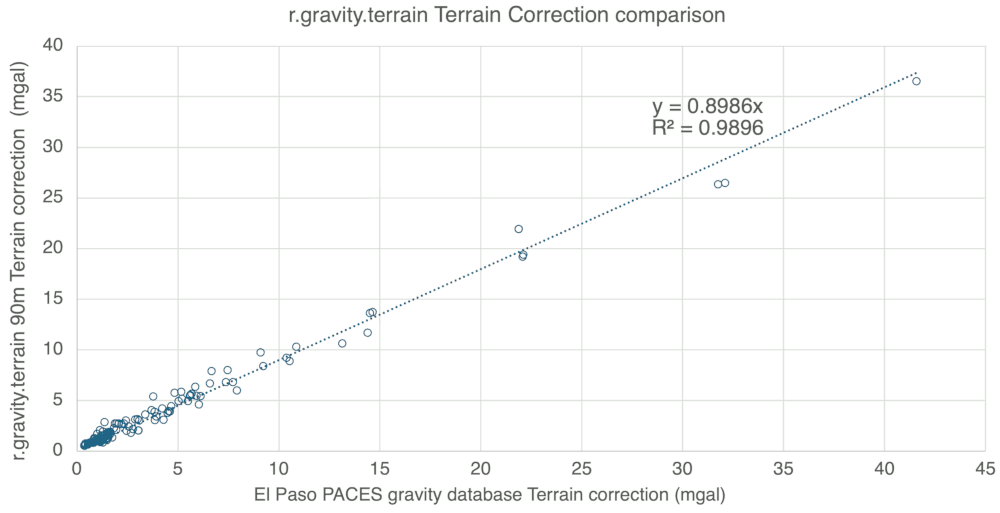 r.gravity.terrain Terrain Correction comparison
r.gravity.terrain 90m Terrain correction (mgal)
40
35
30
25
20
15
10
5
0
y = 0.8986x
R² = 0.9896
0 5 10 15 20 25 30 35 40 45
El Paso PACES gravity database Terrain correction (mgal)